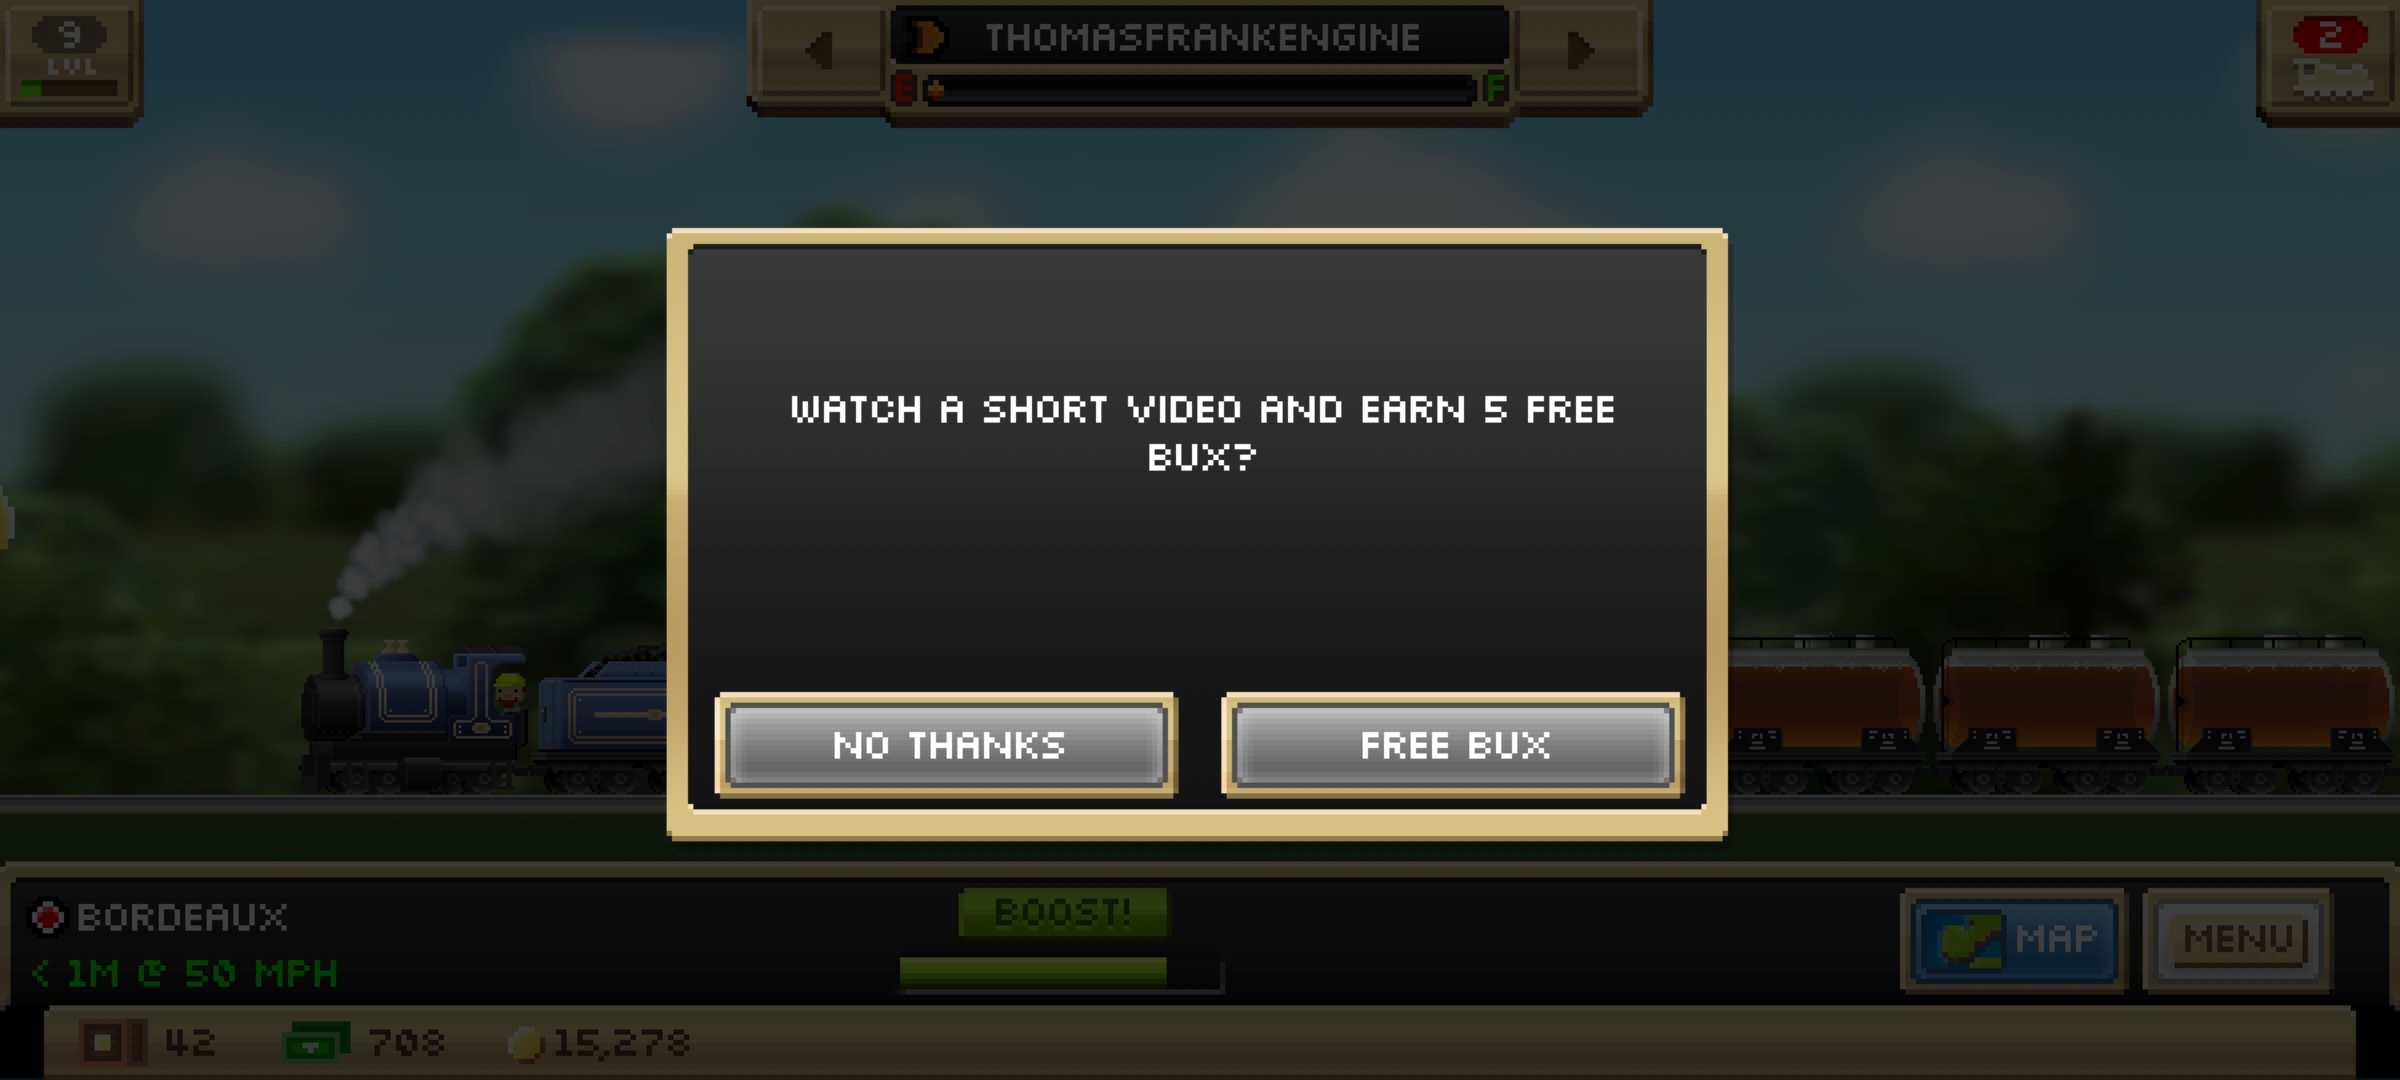 9
LVL
THOMASFRANKENGINE
E F
2
WATCH A SHORT VIDEO AND EARN 5 FREE
BUX?
NO THANKS
FREE BUX
BORDEAUX
< 1M @ 50 MPH
BOOST!
MAP
MENU
42
708
15,278